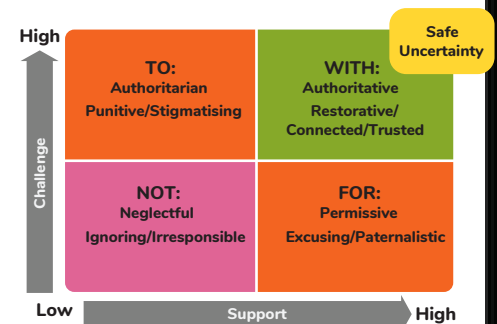 High
Safe
Uncertainty
TO:
Authoritarian
Punitive/Stigmatising
WITH:
Authoritative
Restorative/
Connected/Trusted
Challenge
NOT:
Neglectful
Ignoring/Irresponsible
FOR:
Permissive
Excusing/Paternalistic
Low
Support
High